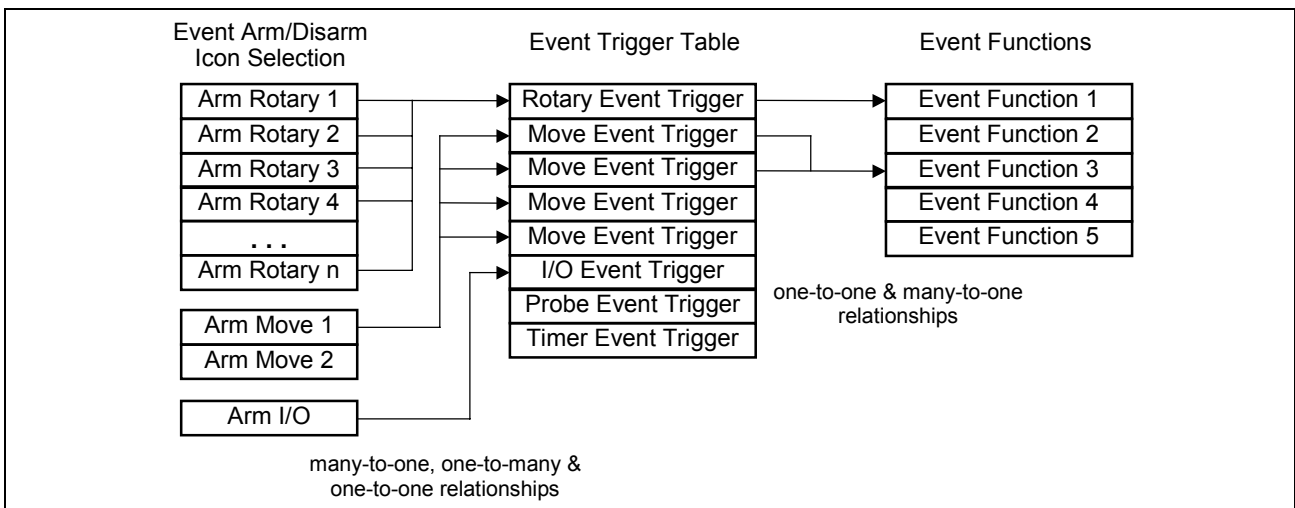 Event Arm/Disarm
Icon Selection
Arm Rotary 1
Arm Rotary 2
Arm Rotary 3
Arm Rotary 4
. . .
Arm Rotary n
Arm Move 1
Arm Move 2
Arm I/O
many-to-one, one-to-many &
one-to-one relationships
Event Trigger Table
Rotary Event Trigger
Move Event Trigger
Move Event Trigger
Move Event Trigger
Move Event Trigger
I/O Event Trigger
Probe Event Trigger
Timer Event Trigger
Event Functions
Event Function 1
Event Function 2
Event Function 3
Event Function 4
Event Function 5
one-to-one & many-to-one
relationships